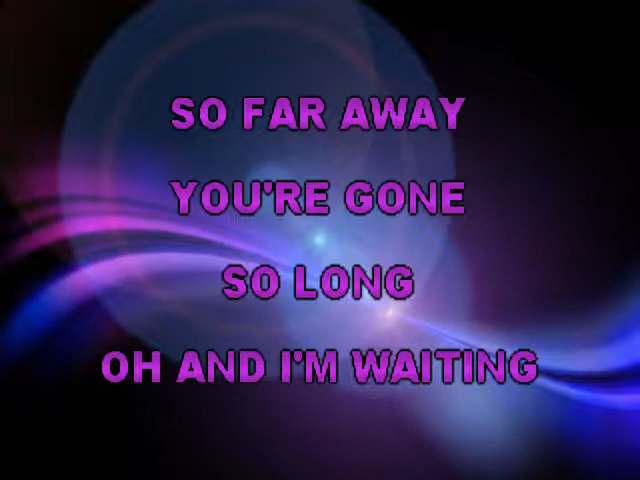 SO FAR AWAY
YOU'RE GONE
SO LONG
OH AND I'M WAITING